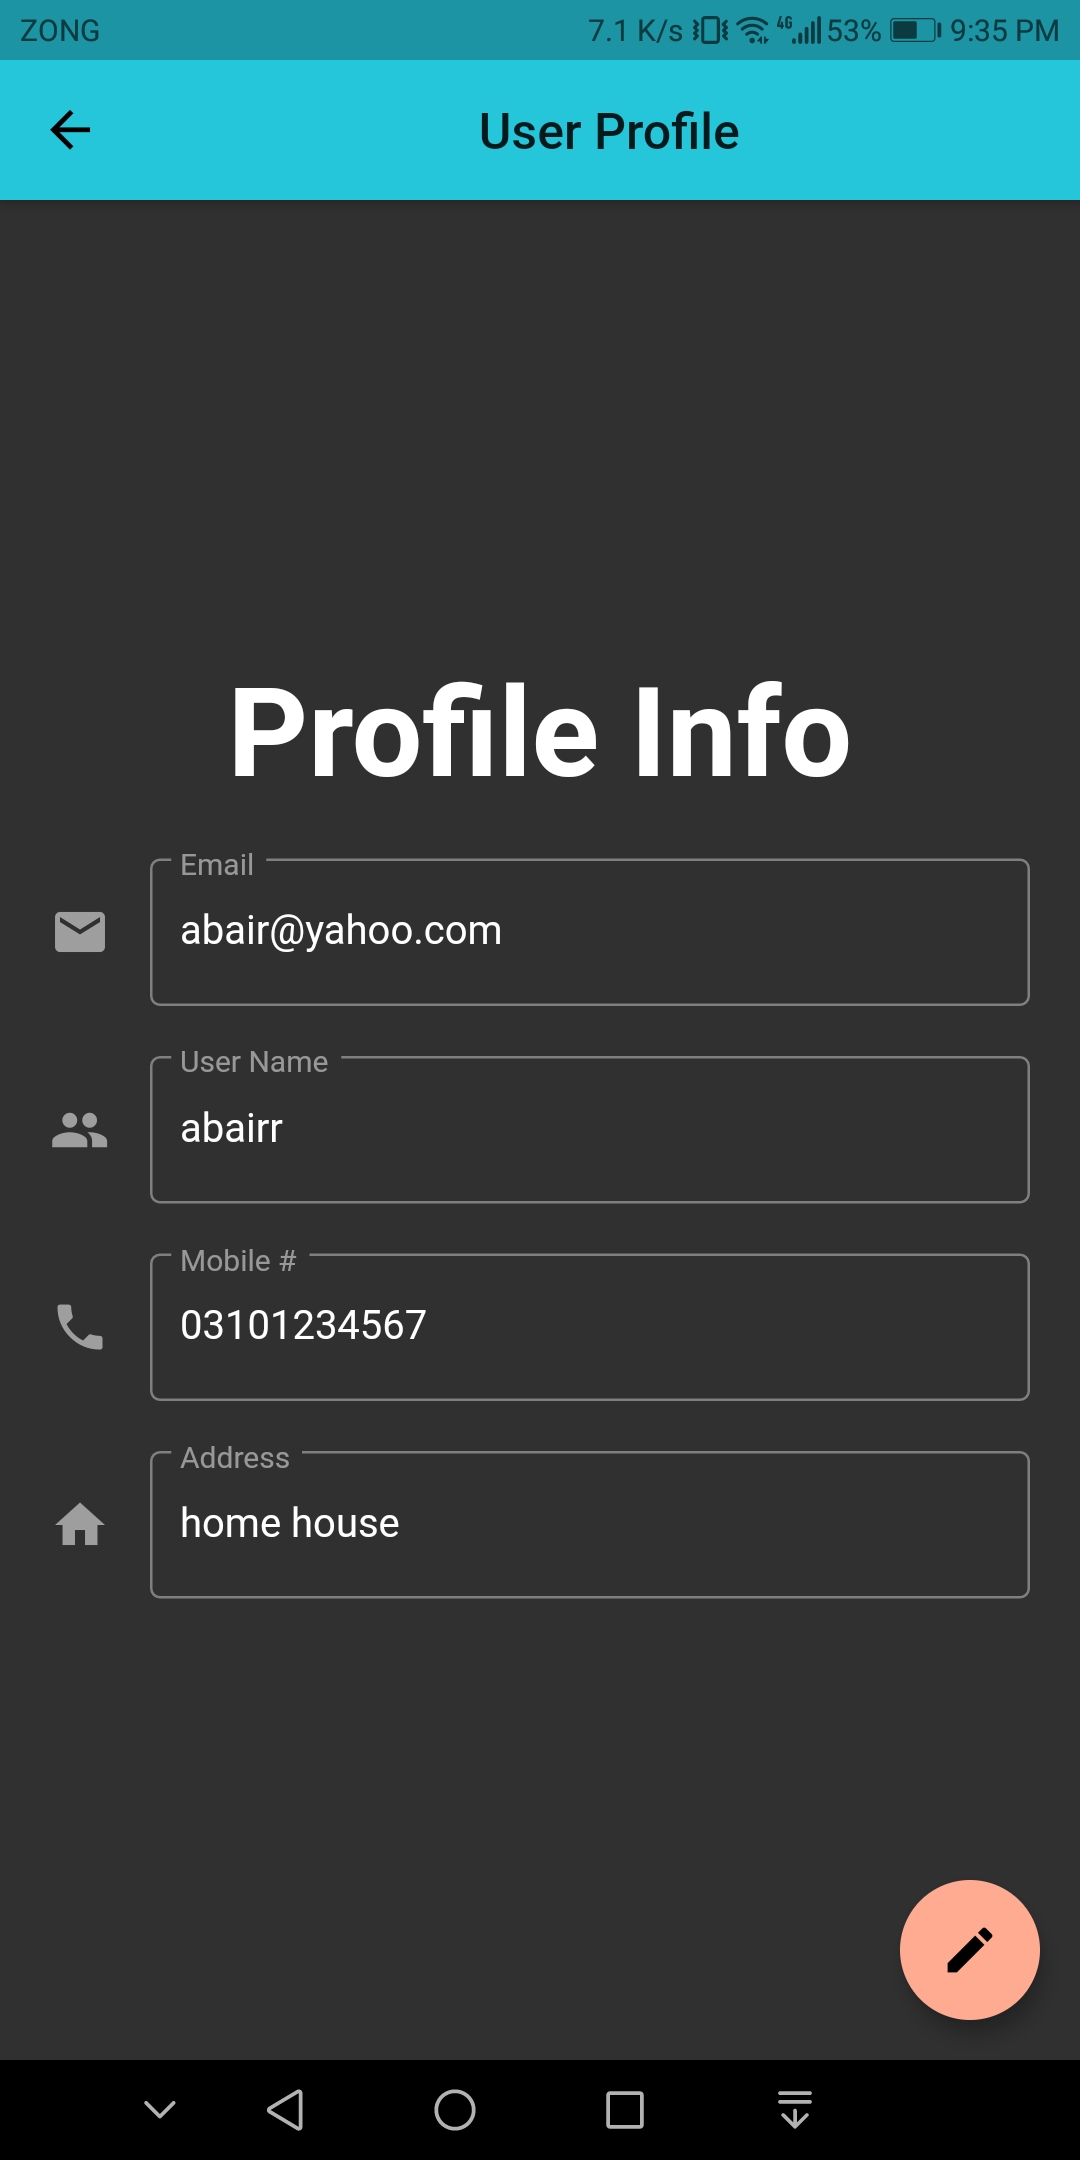 ZONG 7.1 K/s 4G 53% 9:35 PM
User Profile
Profile Info
Email
abair@yahoo.com
User Name
abairr
Mobile #
03101234567
Address
home house